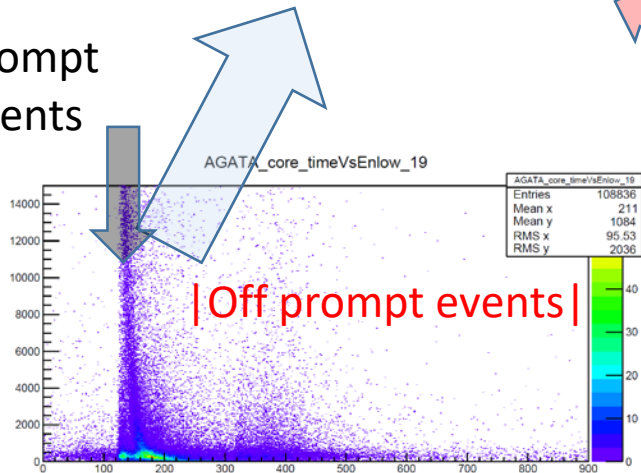 ompt
ents
AGATA_core_timeVsEnlow_19
AGATA_core_timeVsEnlow_19
Entries 108836
Mean x 211
Mean y 1084
RMS x 95.53
RMS y 2036
14000
12000
10000
8000
6000
4000
2000
0
|Off prompt events|
40
30
20
10
0
0 100 200 300 400 500 600 700 800 900